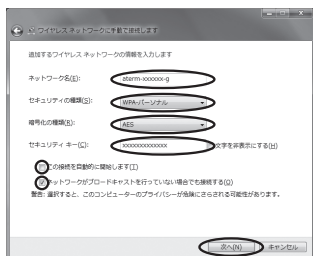 ワイヤレス ネットワークに手動で接続します
追加するワイヤレス ネットワークの情報を入力します
ネットワーク名(E): aterm-xxxxxx-g
セキュリティの種類(S): WPA-パーソナル
暗号化の種類(R): AES
セキュリティ キー(C): xxxxxxxxxxxxx 文字を非表示にする(H)
この接続を自動的に開始します(T)
ネットワークがブロードキャストを行っていない場合でも接続する(O)
警告: 選択すると、このコンピューターのプライバシーが危険にさらされる可能性があります。
次へ(N) キャンセル